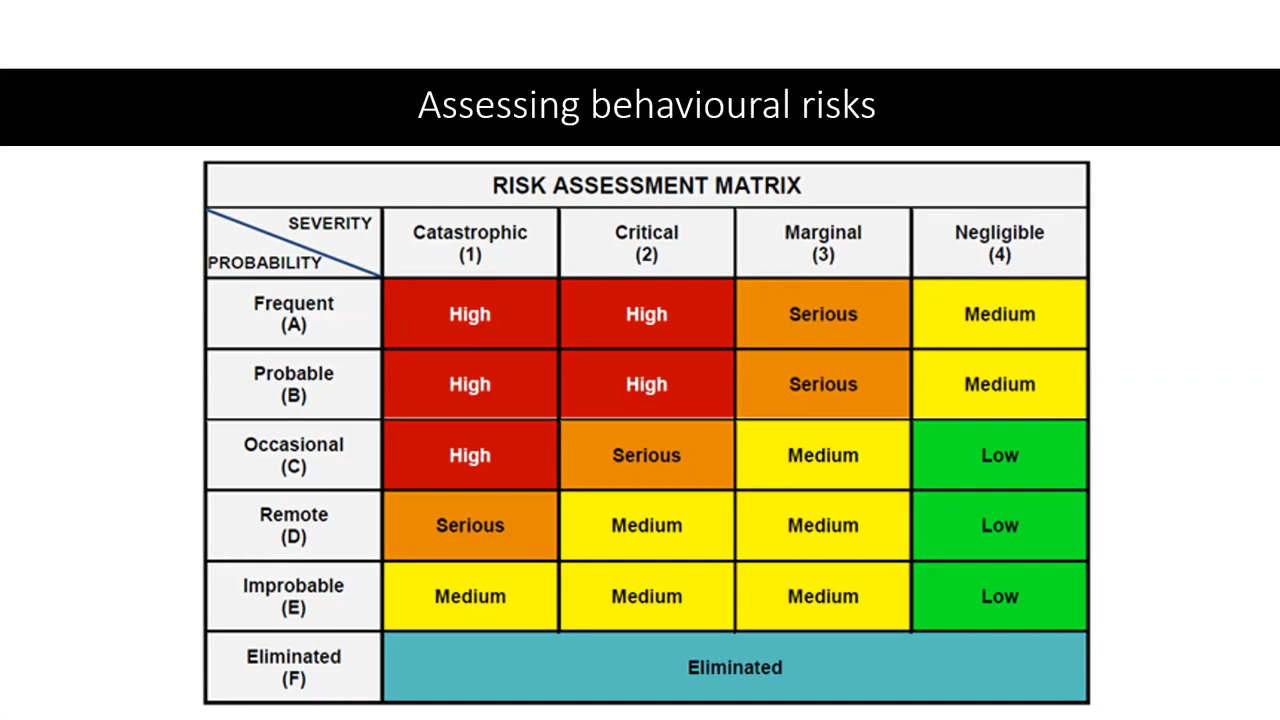 Assessing behavioural risks
RISK ASSESSMENT MATRIX
SEVERITY
PROBABILITY
Catastrophic
(1)
Critical
(2)
Marginal
(3)
Negligible
(4)
Frequent
(A)
High
High
Serious
Medium
Probable
(B)
High
High
Serious
Medium
Occasional
(C)
High
Serious
Medium
Low
Remote
(D)
Serious
Medium
Medium
Low
Improbable
(E)
Medium
Medium
Medium
Low
Eliminated
(F)
Eliminated